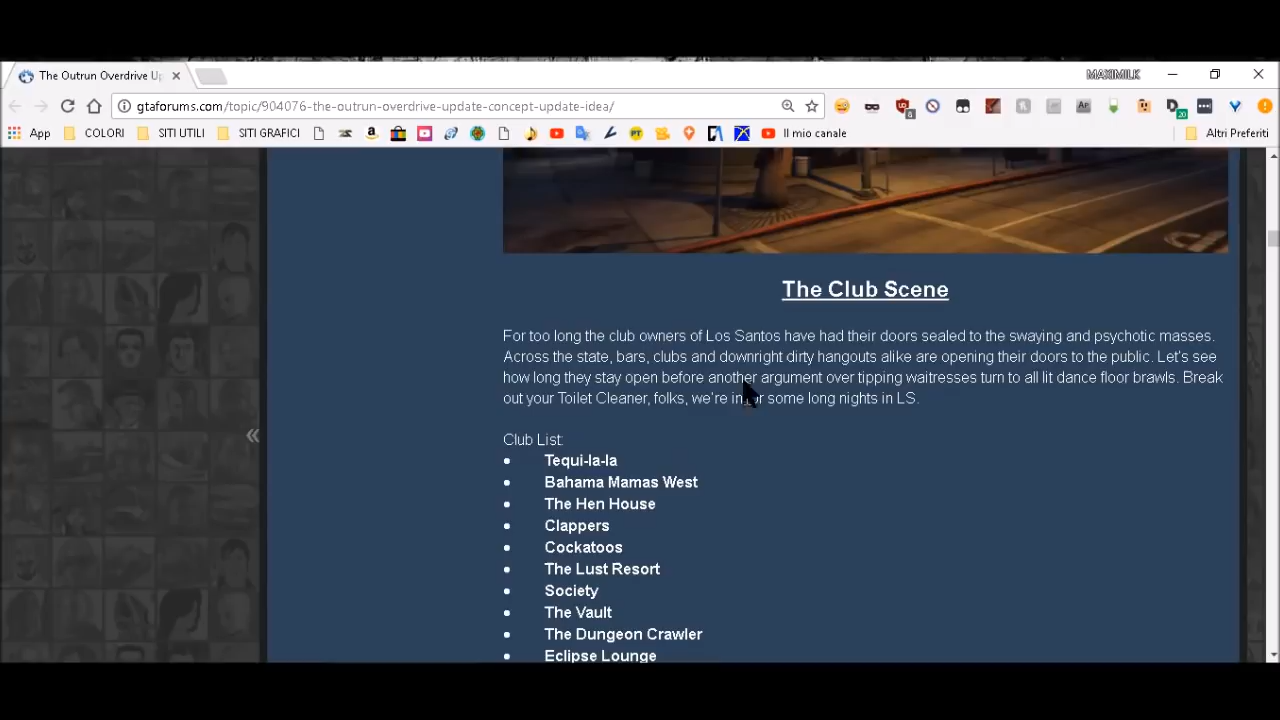 MAXIMILK
The Outrun Overdrive Up
gtaforums.com/topic/904076-the-outrun-overdrive-update-concept-update-idea/
App COLORI SITI UTILI SITI GRAFICI Il mio canale Altri Preferiti
The Club Scene
For too long the club owners of Los Santos have had their doors sealed to the swaying and psychotic masses.
Across the state, bars, clubs and downright dirty hangouts alike are opening their doors to the public. Let's see
how long they stay open before another argument over tipping waitresses turn to all lit dance floor brawls. Break
out your Toilet Cleaner, folks, we're in for some long nights in LS.
Club List:
• Tequi-la-la
• Bahama Mamas West
• The Hen House
• Clappers
• Cockatoos
• The Lust Resort
• Society
• The Vault
• The Dungeon Crawler
• Eclipse Lounge